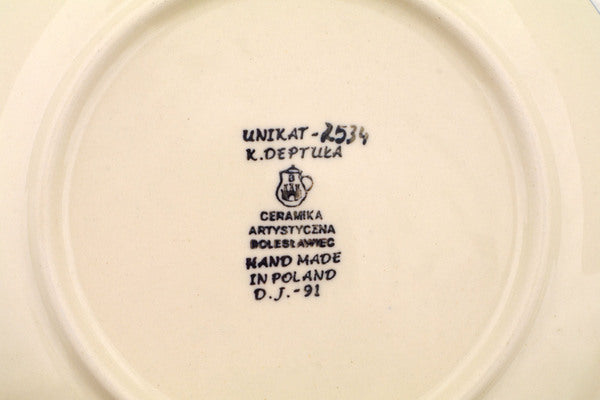 UNIKAT-2534
K.DEPTUŁA
CERAMIKA
ARTYSTYCZNA
BOLESŁAWIEC
HAND MADE
IN POLAND
D.J.-91